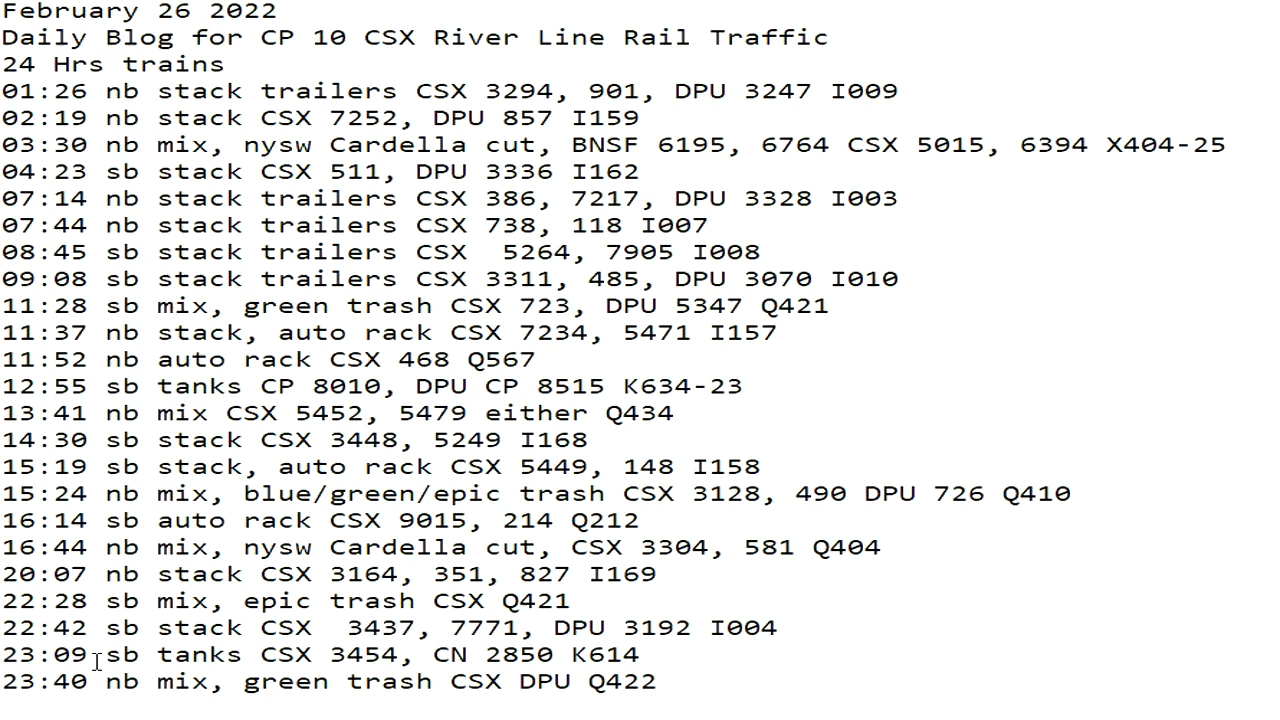 February 26 2022
Daily Blog for CP 10 CSX River Line Rail Traffic
24 Hrs trains
01:26 nb stack trailers CSX 3294, 901, DPU 3247 I009
02:19 nb stack CSX 7252, DPU 857 I159
03:30 nb mix, nysw Cardella cut, BNSF 6195, 6764 CSX 5015, 6394 X404-25
04:23 sb stack CSX 511, DPU 3336 I162
07:14 nb stack trailers CSX 386, 7217, DPU 3328 I003
07:44 nb stack trailers CSX 738, 118 I007
08:45 sb stack trailers CSX  5264, 7905 I008
09:08 sb stack trailers CSX 3311, 485, DPU 3070 I010
11:28 sb mix, green trash CSX 723, DPU 5347 Q421
11:37 nb stack, auto rack CSX 7234, 5471 I157
11:52 nb auto rack CSX 468 Q567
12:55 sb tanks CP 8010, DPU CP 8515 K634-23
13:41 nb mix CSX 5452, 5479 either Q434
14:30 sb stack CSX 3448, 5249 I168
15:19 sb stack, auto rack CSX 5449, 148 I158
15:24 nb mix, blue/green/epic trash CSX 3128, 490 DPU 726 Q410
16:14 sb auto rack CSX 9015, 214 Q212
16:44 nb mix, nysw Cardella cut, CSX 3304, 581 Q404
20:07 nb stack CSX 3164, 351, 827 I169
22:28 sb mix, epic trash CSX Q421
22:42 sb stack CSX  3437, 7771, DPU 3192 I004
23:09 sb tanks CSX 3454, CN 2850 K614
23:40 nb mix, green trash CSX DPU Q422